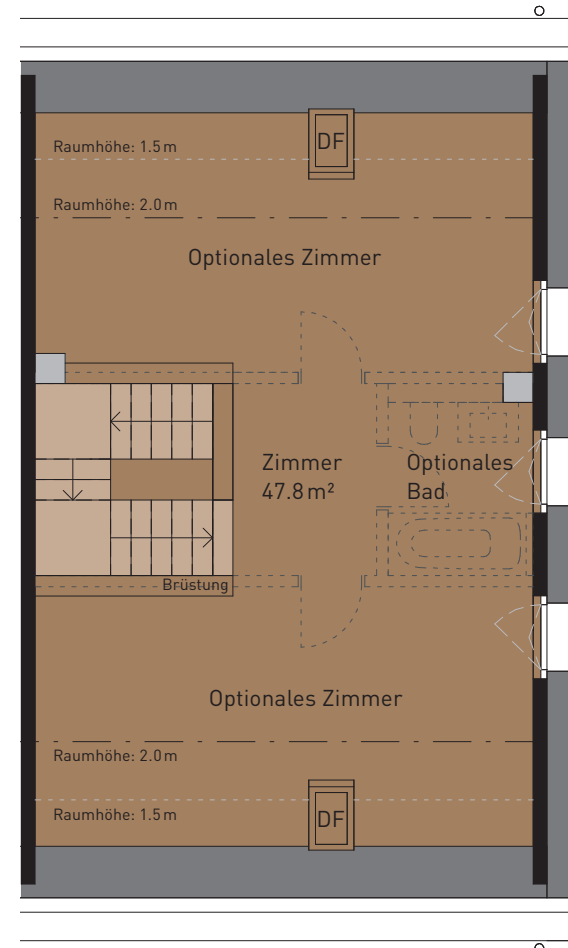 DF
Raumhöhe: 1.5 m
Raumhöhe: 2.0 m
Optionales Zimmer
Zimmer
47.8 m²
Optionales
Bad
Brüstung
Optionales Zimmer
Raumhöhe: 2.0 m
Raumhöhe: 1.5 m
DF